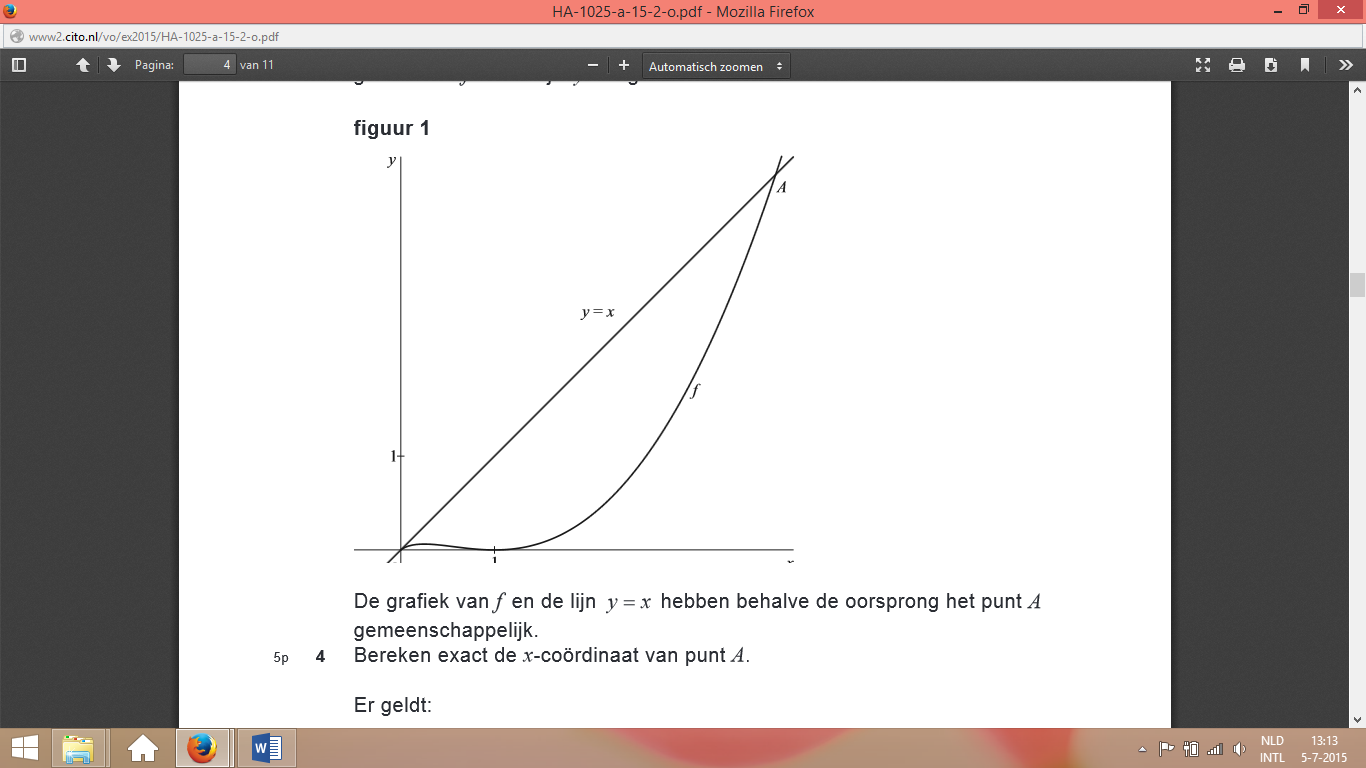 HA-1025-a-15-2-o.pdf - Mozilla Firefox
www2.cito.nl/vo/ex2015/HA-1025-a-15-2-o.pdf
Pagina: 4 van 11
Automatisch zoomen
figuur 1
y
A
y = x
f
1
1
x
De grafiek van f en de lijn y = x hebben behalve de oorsprong het punt A
gemeenschappelijk.
5p 4 Bereken exact de x-coördinaat van punt A.
Er geldt:
NLD 13:13
INTL 5-7-2015